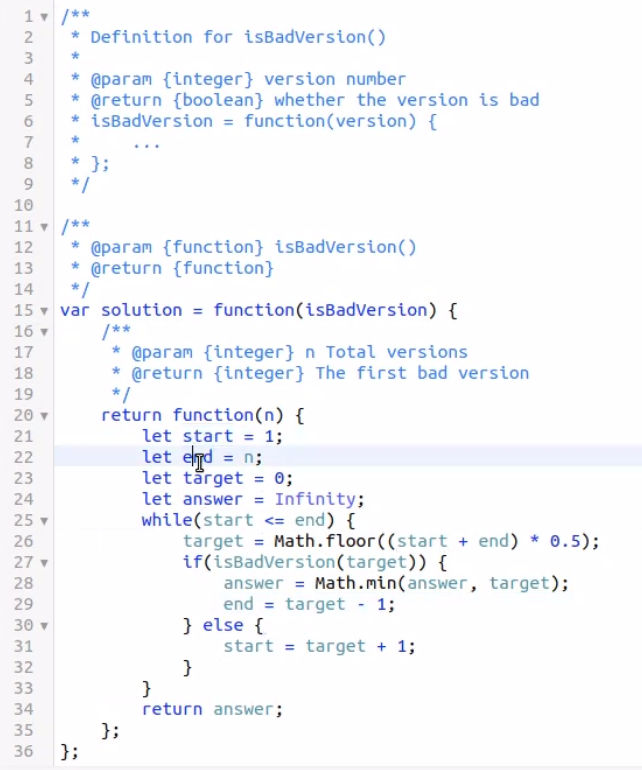 1 /**
2  * Definition for isBadVersion()
3  *
4  * @param {integer} version number
5  * @return {boolean} whether the version is bad
6  * isBadVersion = function(version) {
7  *     ...
8  * };
9  */
10
11 /**
12  * @param {function} isBadVersion()
13  * @return {function}
14  */
15 var solution = function(isBadVersion) {
16     /**
17      * @param {integer} n Total versions
18      * @return {integer} The first bad version
19      */
20     return function(n) {
21         let start = 1;
22         let end = n;
23         let target = 0;
24         let answer = Infinity;
25         while(start <= end) {
26             target = Math.floor((start + end) * 0.5);
27             if(isBadVersion(target)) {
28                 answer = Math.min(answer, target);
29                 end = target - 1;
30             } else {
31                 start = target + 1;
32             }
33         }
34         return answer;
35     };
36 };